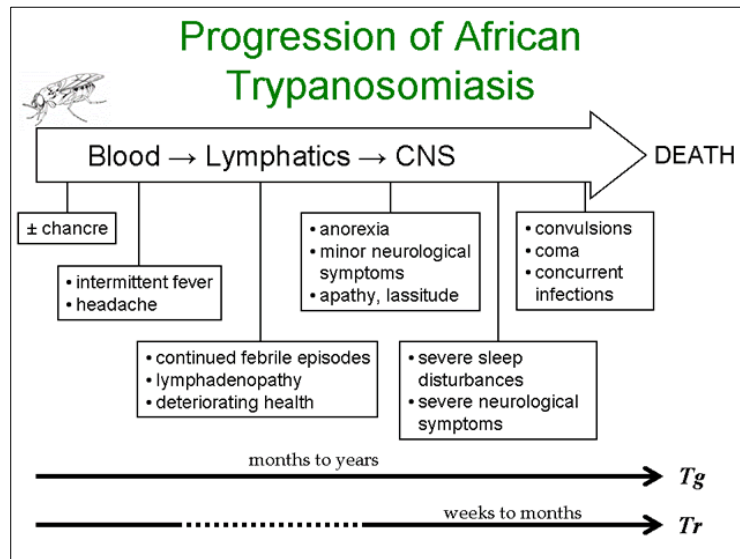 Progression of African
Trypanosomiasis
Blood → Lymphatics → CNS
DEATH
± chancre
• intermittent fever
• headache
• continued febrile episodes
• lymphadenopathy
• deteriorating health
• anorexia
• minor neurological
symptoms
• apathy, lassitude
• severe sleep
disturbances
• severe neurological
symptoms
• convulsions
• coma
• concurrent
infections
months to years
Tg
weeks to months
Tr